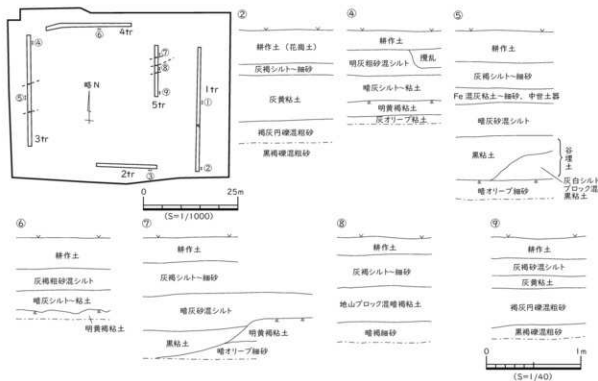 ④
4tr
⑥
⑦
⑧
⑨
5tr
略N
1tr
①
⑤
3tr
2tr
③
②
0 25m
(S=1/1000)
②
耕作土(花崗土)
灰褐シルト~細砂
灰黄粘土
褐灰円礫混粗砂
黒褐礫混粗砂
④
耕作土
明灰粗砂混シルト
攪乱
暗灰シルト~粘土
明黄褐粘土
灰オリーブ粘土
⑤
耕作土
灰褐シルト~細砂
Fe混灰粘土~細砂、中世土器
暗灰砂混シルト
黒粘土
谷埋土
灰白シルト
ブロック混
黒粘土
暗オリーブ細砂
⑥
耕作土
灰褐粗砂混シルト
暗灰シルト~粘土
明黄褐粘土
⑦
耕作土
灰褐シルト~細砂
暗灰砂混シルト
明黄褐粘土
黒粘土
暗オリーブ細砂
⑧
耕作土
灰褐シルト~細砂
地山ブロック混暗褐粘土
暗褐細砂
⑨
耕作土
灰褐砂混シルト
灰黄粘土
褐灰円礫混粗砂
黒褐礫混粗砂
0 1m
(S=1/40)